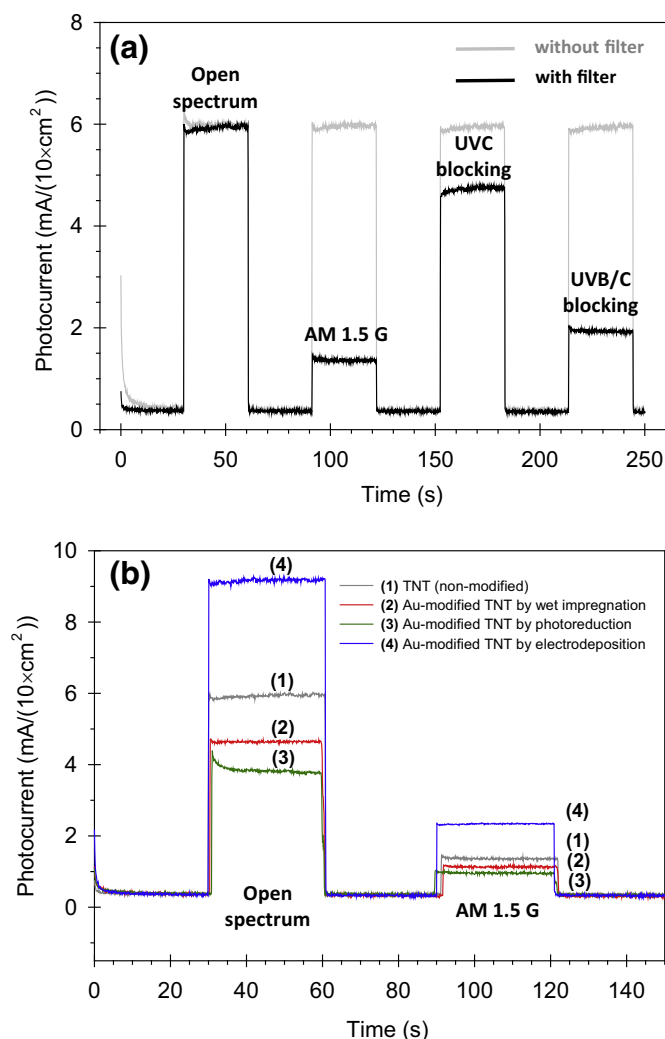 (a)
without filter
with filter
Open
spectrum
AM 1.5 G
UVC
blocking
UVB/C
blocking
Photocurrent (mA/(10×cm²))
8
6
4
2
0
0 50 100 150 200 250
Time (s)
(b)
(1) TNT (non-modified)
(2) Au-modified TNT by wet impregnation
(3) Au-modified TNT by photoreduction
(4) Au-modified TNT by electrodeposition
(4)
(1)
(2)
(3)
Open
spectrum
(4)
(1)
(2)
(3)
AM 1.5 G
Photocurrent (mA/(10×cm²))
10
8
6
4
2
0
0 20 40 60 80 100 120 140
Time (s)